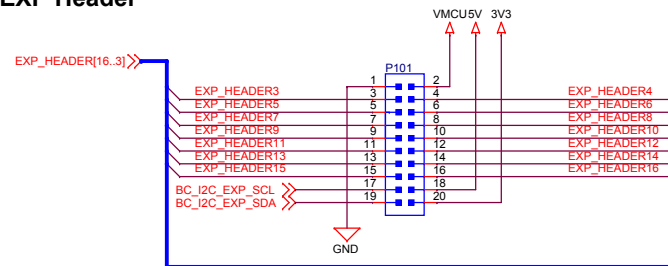 EXP Header
VMCU 5V 3V3
EXP_HEADER[16..3]
P101
1 2
EXP_HEADER3 3 4 EXP_HEADER4
EXP_HEADER5 5 6 EXP_HEADER6
EXP_HEADER7 7 8 EXP_HEADER8
EXP_HEADER9 9 10 EXP_HEADER10
EXP_HEADER11 11 12 EXP_HEADER12
EXP_HEADER13 13 14 EXP_HEADER14
EXP_HEADER15 15 16 EXP_HEADER16
BC_I2C_EXP_SCL 17 18
BC_I2C_EXP_SDA 19 20
GND